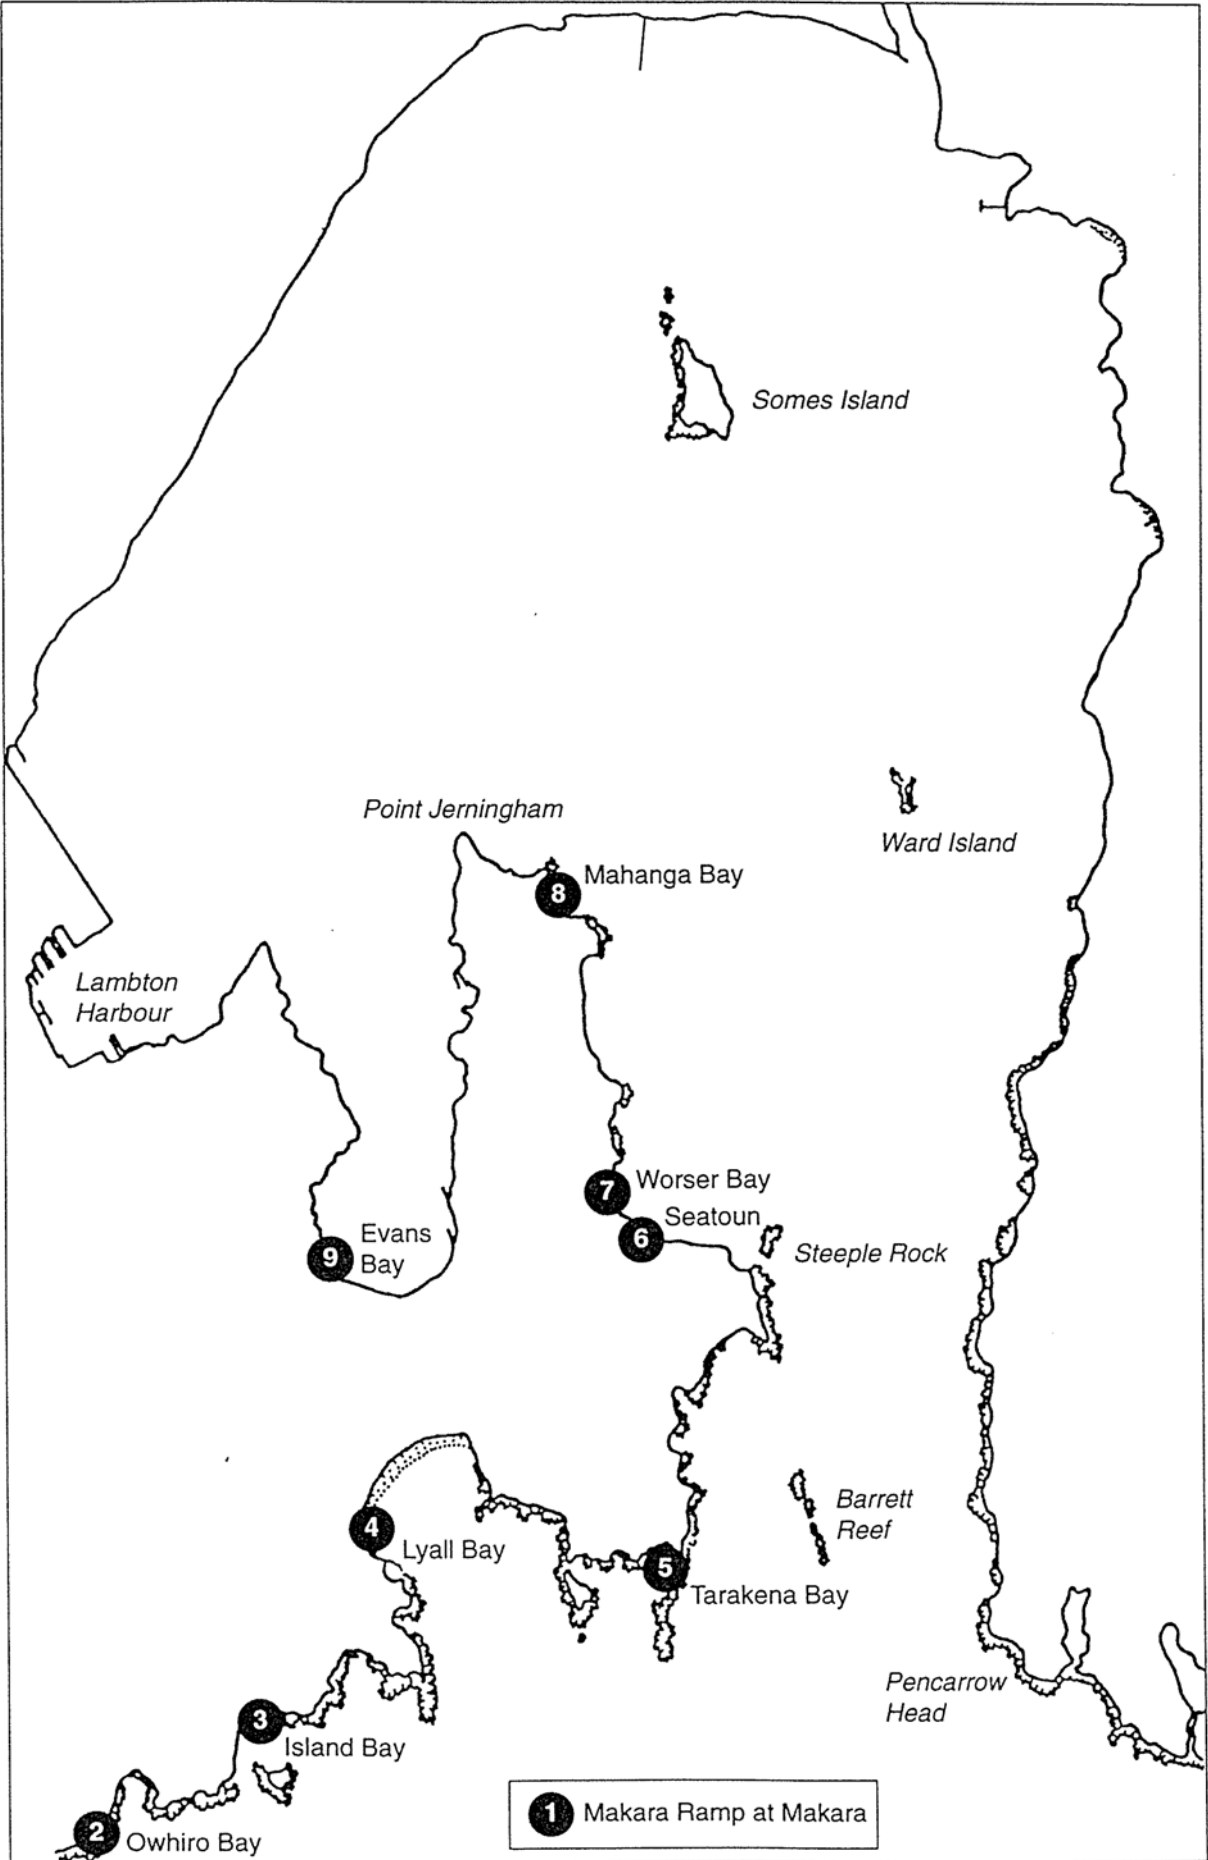 Somes Island
Point Jerningham
Ward Island
8 Mahanga Bay
Lambton
Harbour
7 Worser Bay
Seatoun
6
Evans
9 Bay
Steeple Rock
Barrett
Reef
4
Lyall Bay
5
Tarakena Bay
Pencarrow
Head
3
Island Bay
1 Makara Ramp at Makara
2 Owhiro Bay